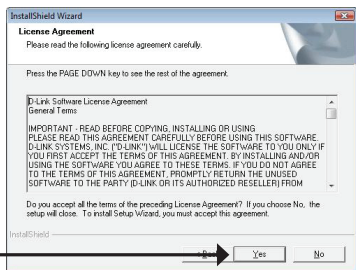 InstallShield Wizard
License Agreement
Please read the following license agreement carefully.
Press the PAGE DOWN key to see the rest of the agreement.
D-Link Software License Agreement
General Terms
IMPORTANT - READ BEFORE COPYING, INSTALLING OR USING
PLEASE READ THIS AGREEMENT CAREFULLY BEFORE USING THIS SOFTWARE.
D-LINK SYSTEMS, INC. ("D-LINK") WILL LICENSE THE SOFTWARE TO YOU ONLY IF
YOU FIRST ACCEPT THE TERMS OF THIS AGREEMENT. BY INSTALLING AND/OR
USING THE SOFTWARE YOU AGREE TO THESE TERMS. IF YOU DO NOT AGREE
TO THE TERMS OF THIS AGREEMENT, PROMPTLY RETURN THE UNUSED
SOFTWARE TO THE PARTY (D-LINK OR ITS AUTHORIZED RESELLER) FROM
Do you accept all the terms of the preceding License Agreement? If you choose No, the
setup will close. To install Setup Wizard, you must accept this agreement.
InstallShield
Yes
No